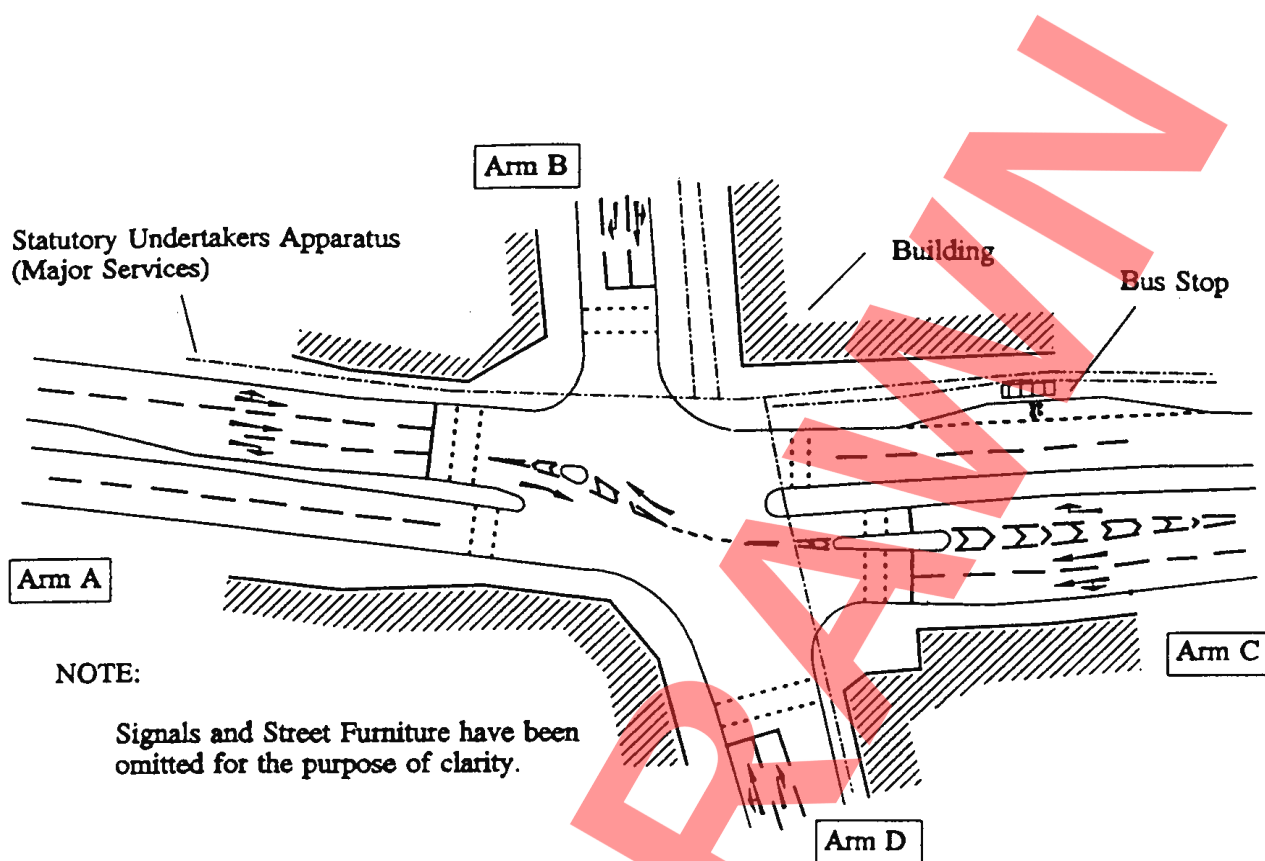 Arm B
Statutory Undertakers Apparatus
(Major Services)
Building
Bus Stop
Arm A
Arm C
NOTE:
Signals and Street Furniture have been
omitted for the purpose of clarity.
Arm D
RAWN